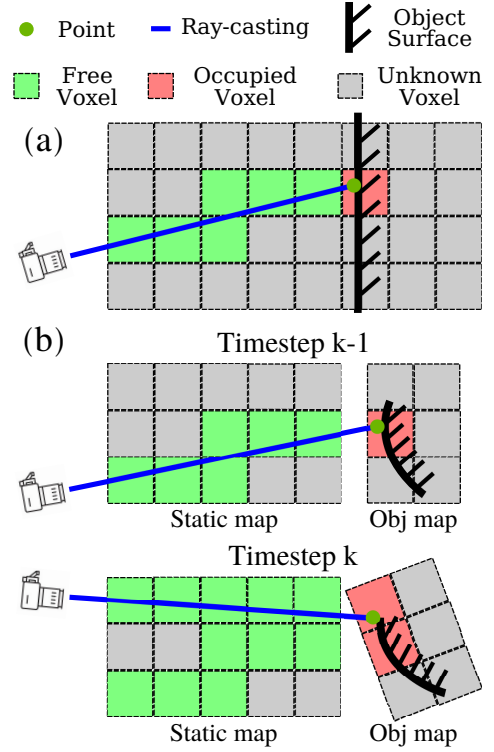 Point
Ray-casting
Object
Surface
Free
Voxel
Occupied
Voxel
Unknown
Voxel
(a)
(b)
Timestep k-1
Static map
Obj map
Timestep k
Static map
Obj map